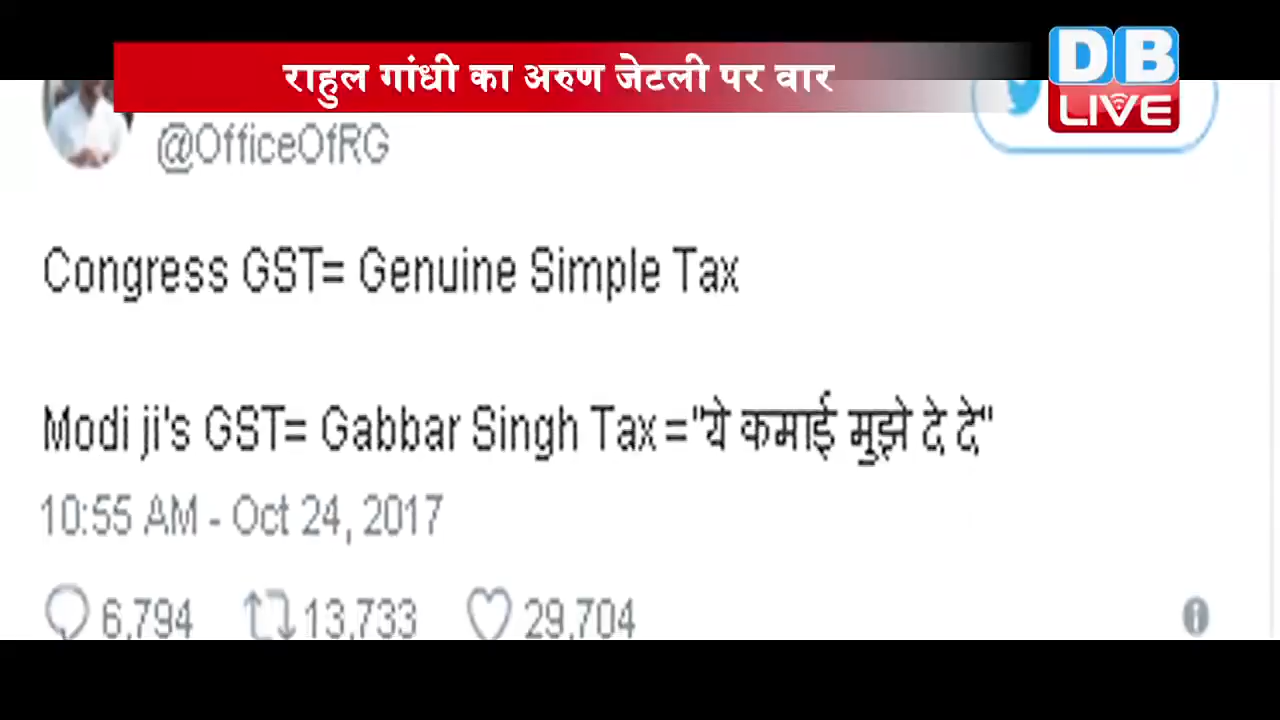 राहुल गांधी का अरुण जेटली पर वार
DB
LIVE
@OfficeOfRG
Congress GST= Genuine Simple Tax
Modi ji's GST= Gabbar Singh Tax ="ये कमाई मुझे दे दे"
10:55 AM - Oct 24, 2017
6,794 13,733 29,704